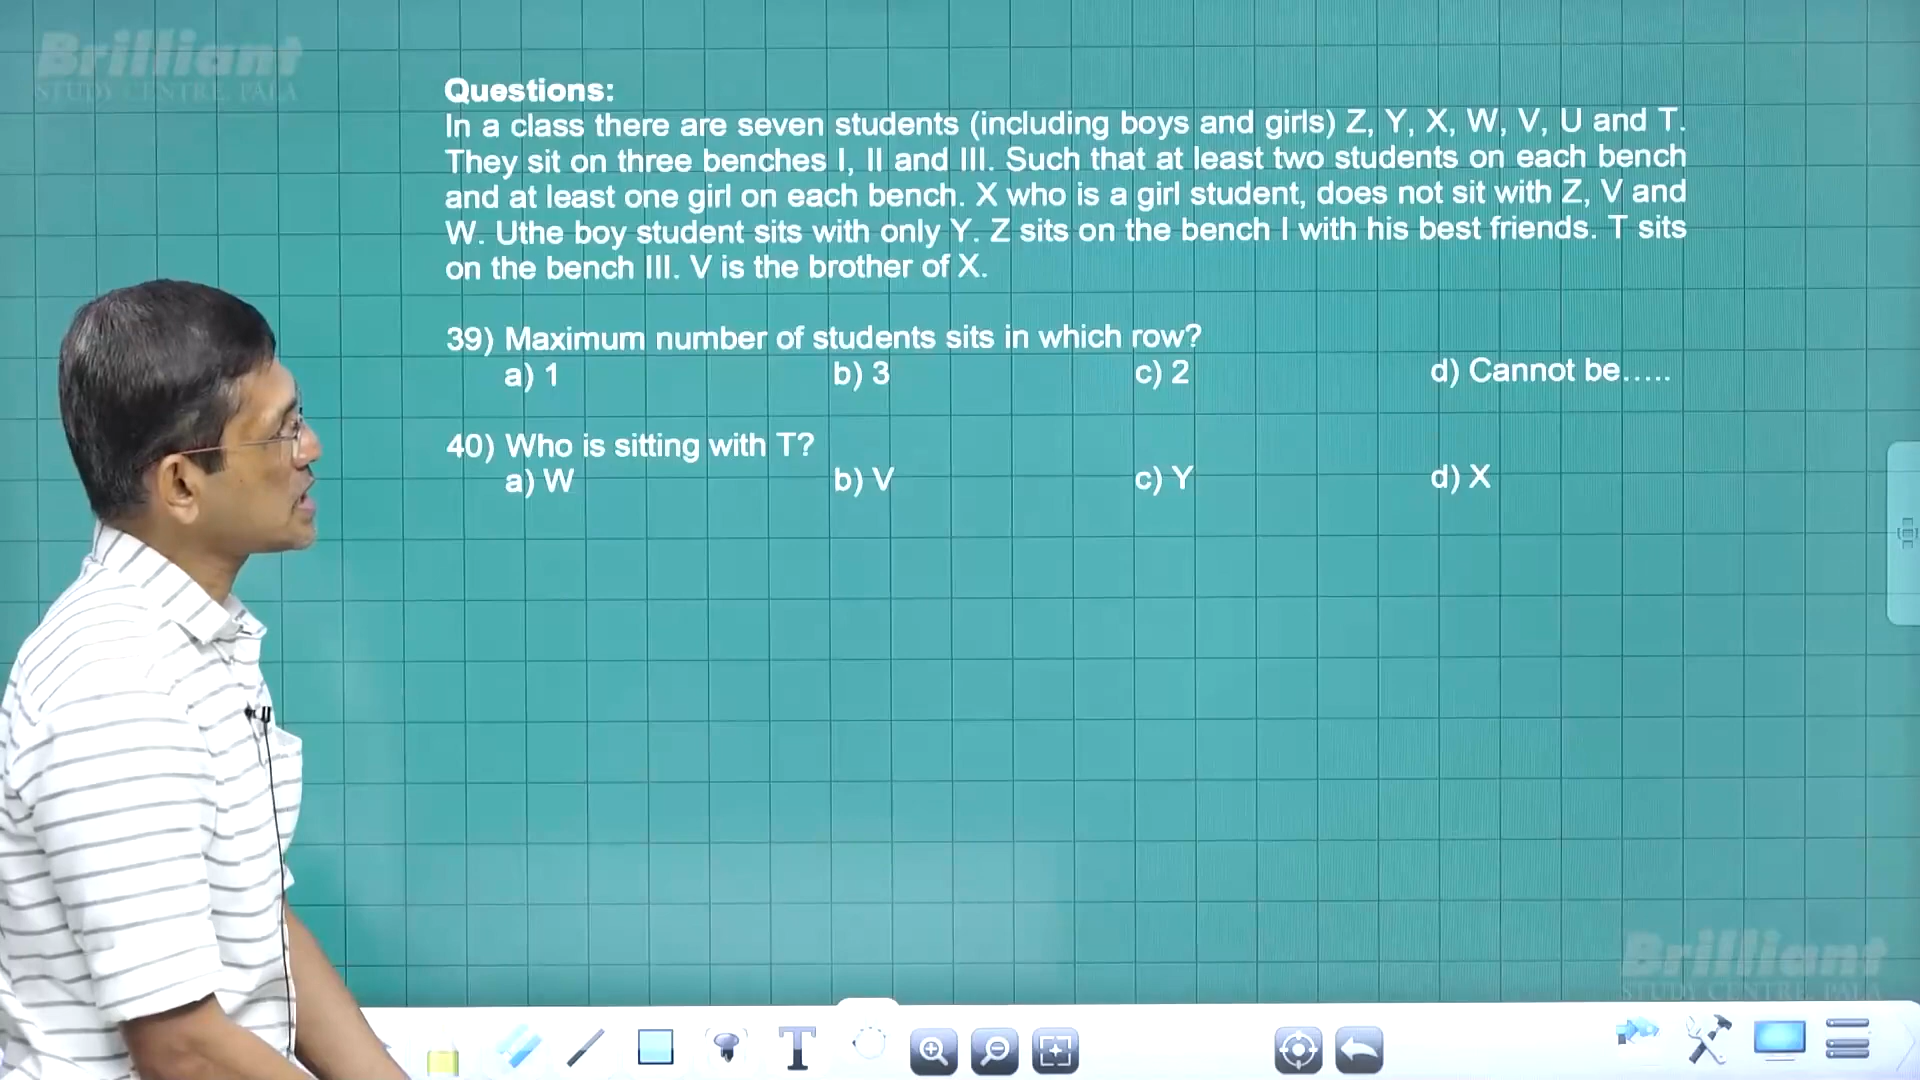 Brilliant
STUDY CENTRE, PALA
Questions:
In a class there are seven students (including boys and girls) Z, Y, X, W, V, U and T.
They sit on three benches I, II and III. Such that at least two students on each bench
and at least one girl on each bench. X who is a girl student, does not sit with Z, V and
W. Uthe boy student sits with only Y. Z sits on the bench I with his best friends. T sits
on the bench III. V is the brother of X.
39) Maximum number of students sits in which row?
a) 1 b) 3 c) 2 d) Cannot be.....
40) Who is sitting with T?
a) W b) V c) Y d) X
Brilliant
STUDY CENTRE, PALA
T